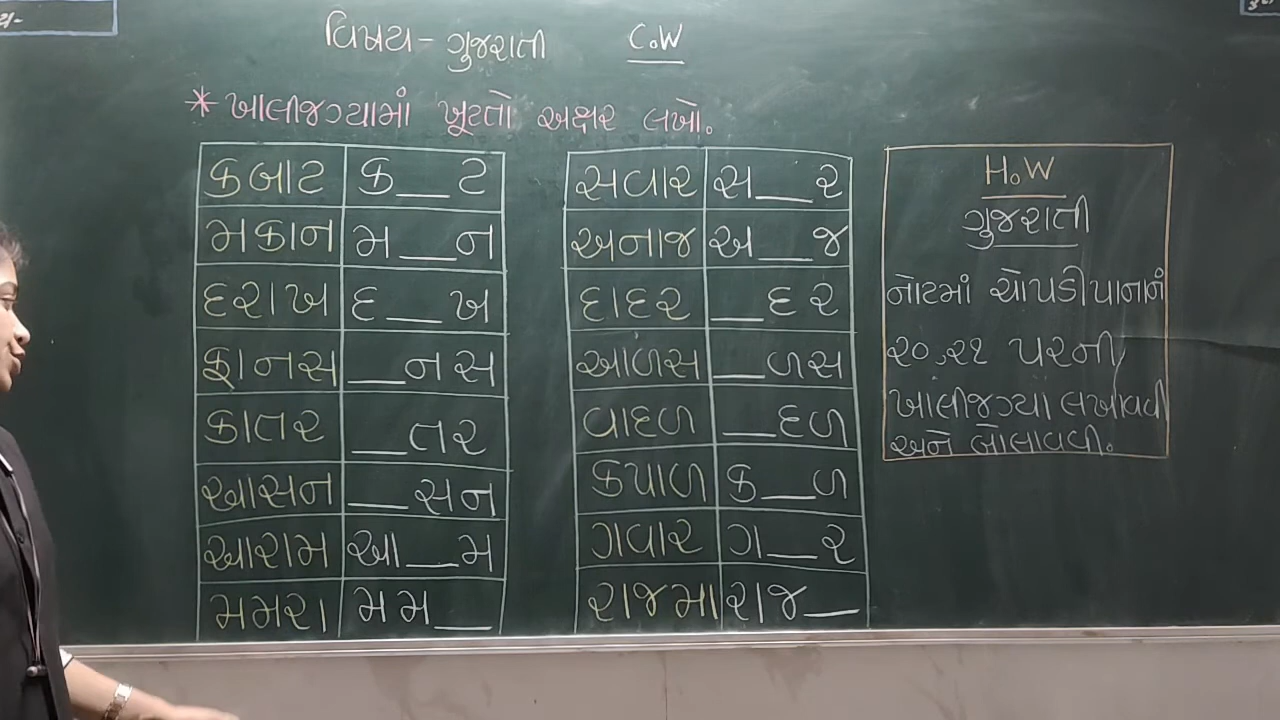 વિષય- ગુજરાતી C.W
* ખાલીજગ્યામાં ખૂટતો અક્ષર લખો.
કબાટ ક__ટ
મકાન મ__ન
દરાખ દ__ખ
ફાનસ __નસ
કાતર __તર
આસન __સન
આરામ આ__મ
મમરા મમ__
સવાર સ__ર
અનાજ અ__જ
દાદર __દર
આળસ __ળસ
વાદળ __દળ
કપાળ ક__ળ
ગવાર ગ__ર
રાજમા રાજ__
H.W
ગુજરાતી
નોટમાં ચોપડી પાનાનં
૨૦,૨૧ પરની
ખાલીજગ્યા લખાવવી
અને બોલાવવી.